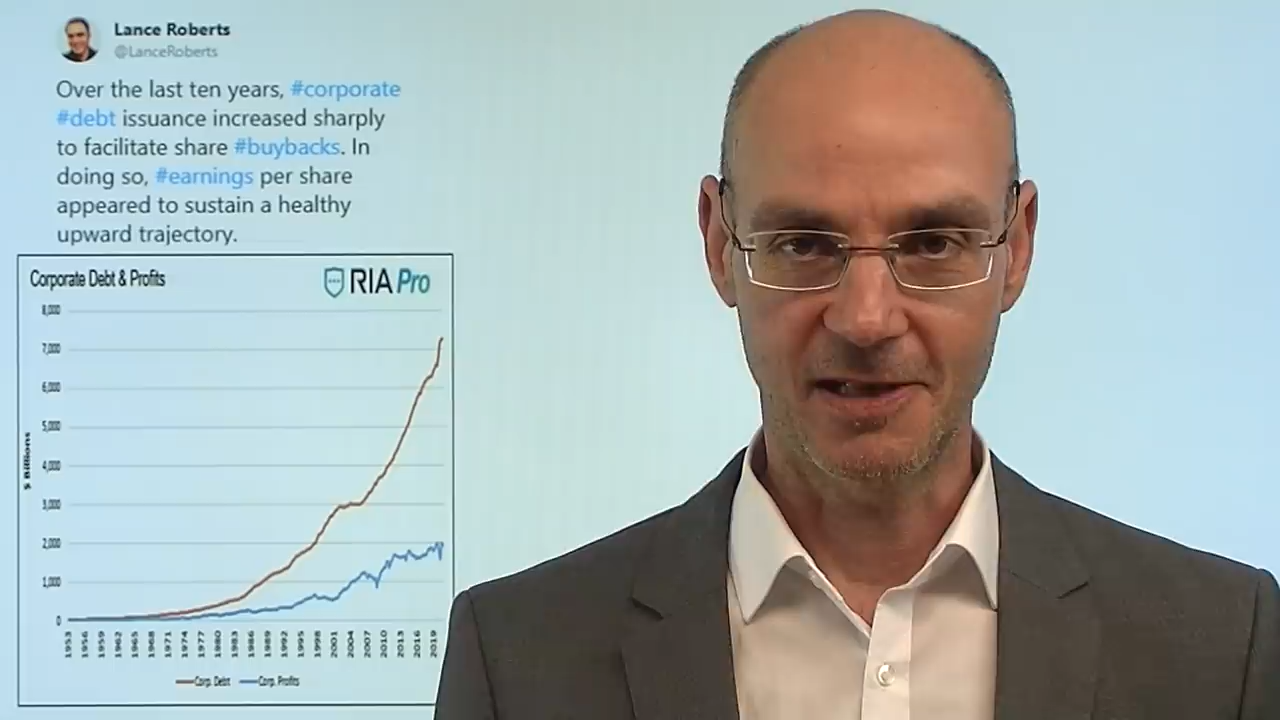 Lance Roberts
@LanceRoberts
Over the last ten years, #corporate
#debt issuance increased sharply
to facilitate share #buybacks. In
doing so, #earnings per share
appeared to sustain a healthy
upward trajectory.
Corporate Debt & Profits
RIA Pro
8,000
7,000
6,000
5,000
4,000
3,000
2,000
1,000
0
$ Billions
1953
1956
1959
1962
1965
1968
1971
1974
1977
1980
1983
1986
1989
1992
1995
1998
2001
2004
2007
2010
2013
2016
2019
Corp. Debt
Corp. Profits